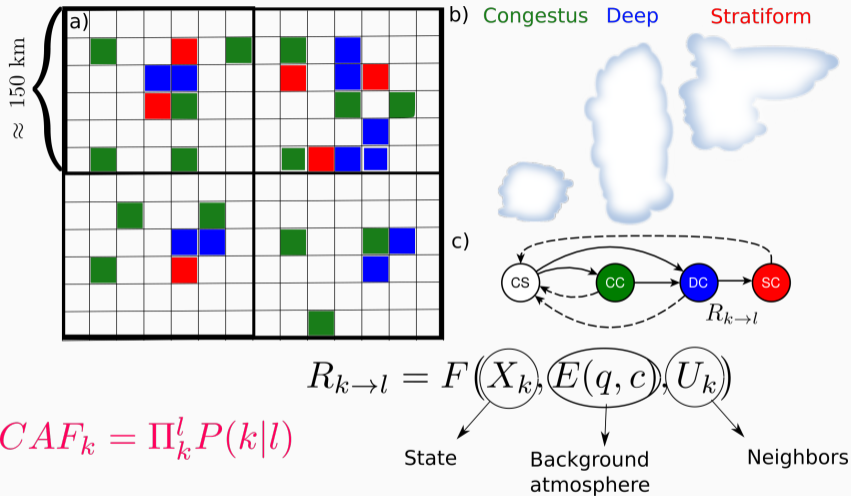 a)
≈ 150 km
b) Congestus Deep Stratiform
c)
CS CC DC SC
R_{k→l}
R_{k→l} = F(X_k, E(q, c), U_k)
CAF_k = Π_k^l P(k|l)
State
Background
atmosphere
Neighbors